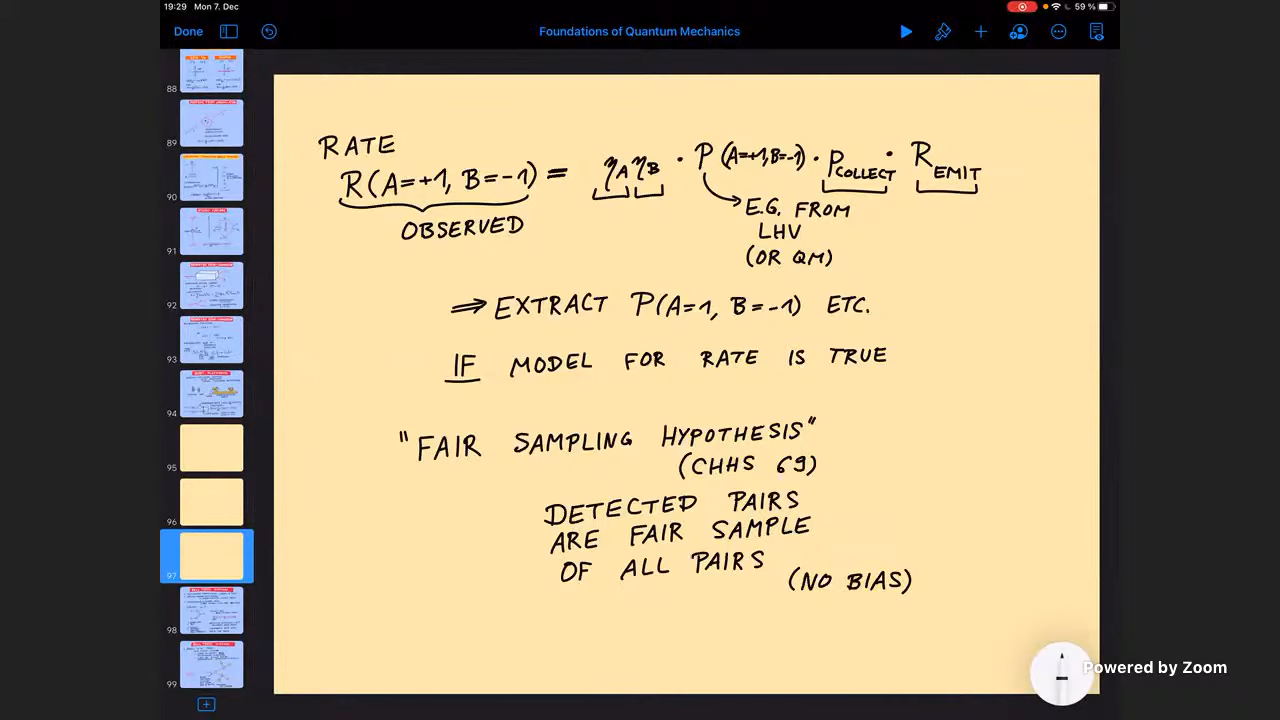 19:29 Mon 7. Dec
59 %
Done
Foundations of Quantum Mechanics
88
89
90
91
92
93
94
95
96
97
98
99
RATE
R(A=+1, B=-1) = ηA ηB · P(A=+1, B=-1) · PCOLLECT · REMIT
OBSERVED
E.G. FROM
LHV
(OR QM)
⇒ EXTRACT P(A=1, B=-1) ETC.
IF MODEL FOR RATE IS TRUE
"FAIR SAMPLING HYPOTHESIS"
(CHHS 69)
DETECTED PAIRS
ARE FAIR SAMPLE
OF ALL PAIRS
(NO BIAS)
Powered by Zoom